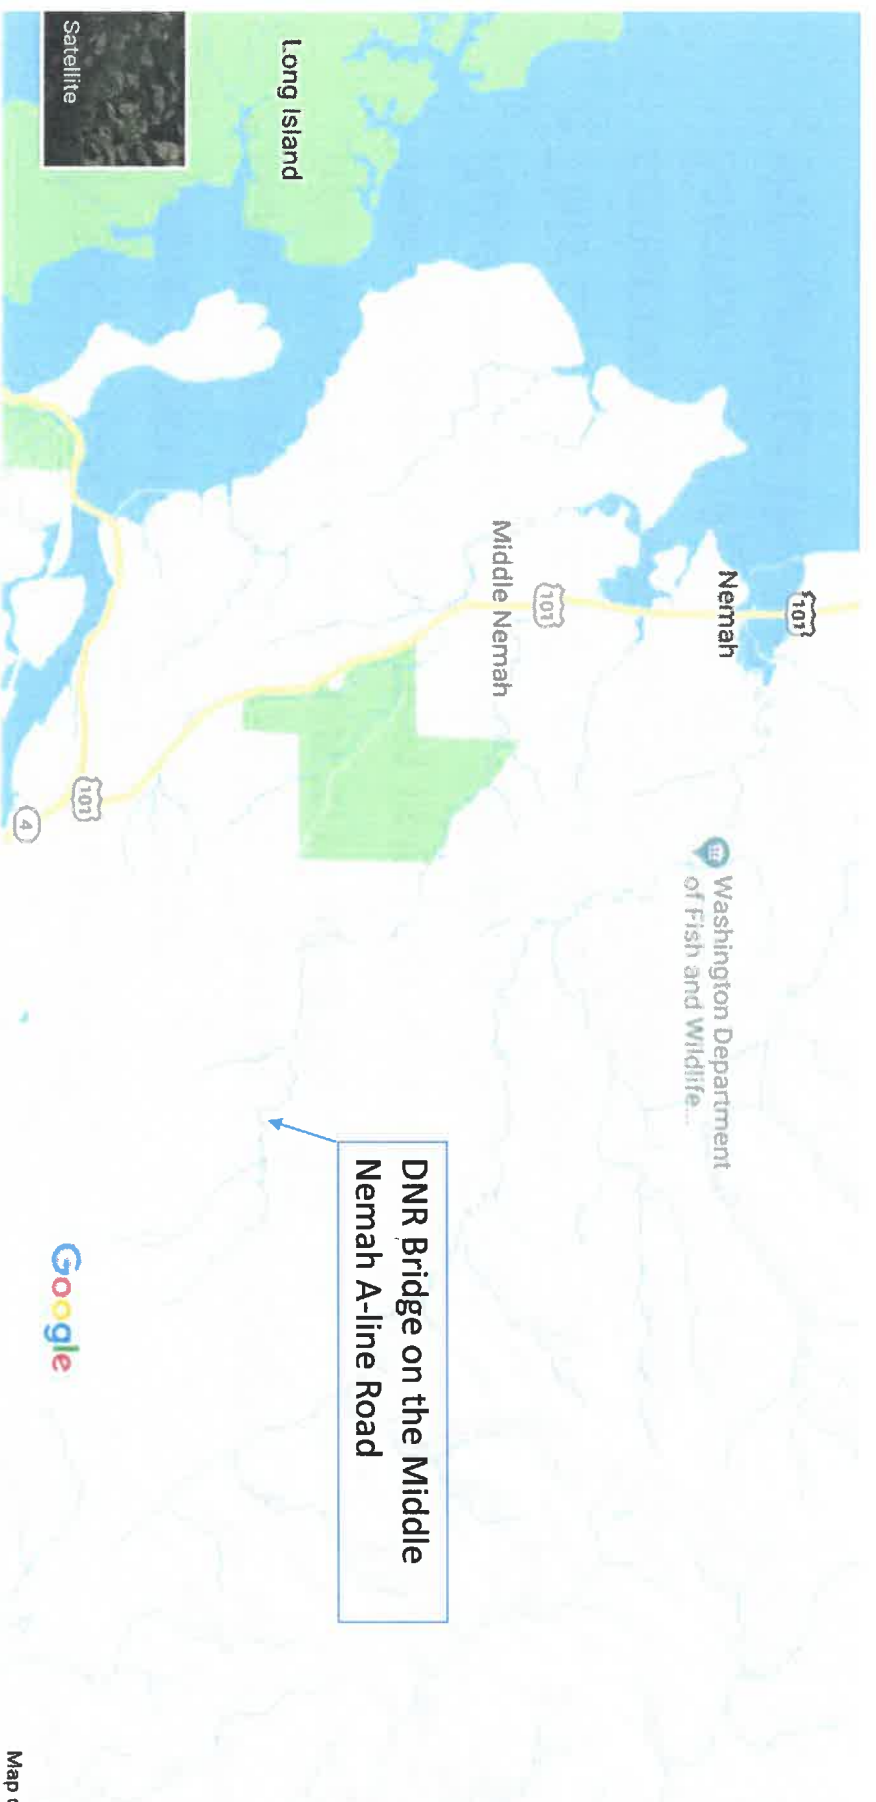 101
Nemah
Washington Department
of Fish and Wildlife...
101
Middle Nemah
DNR Bridge on the Middle
Nemah A-line Road
Long Island
Satellite
101
4
Google
Map